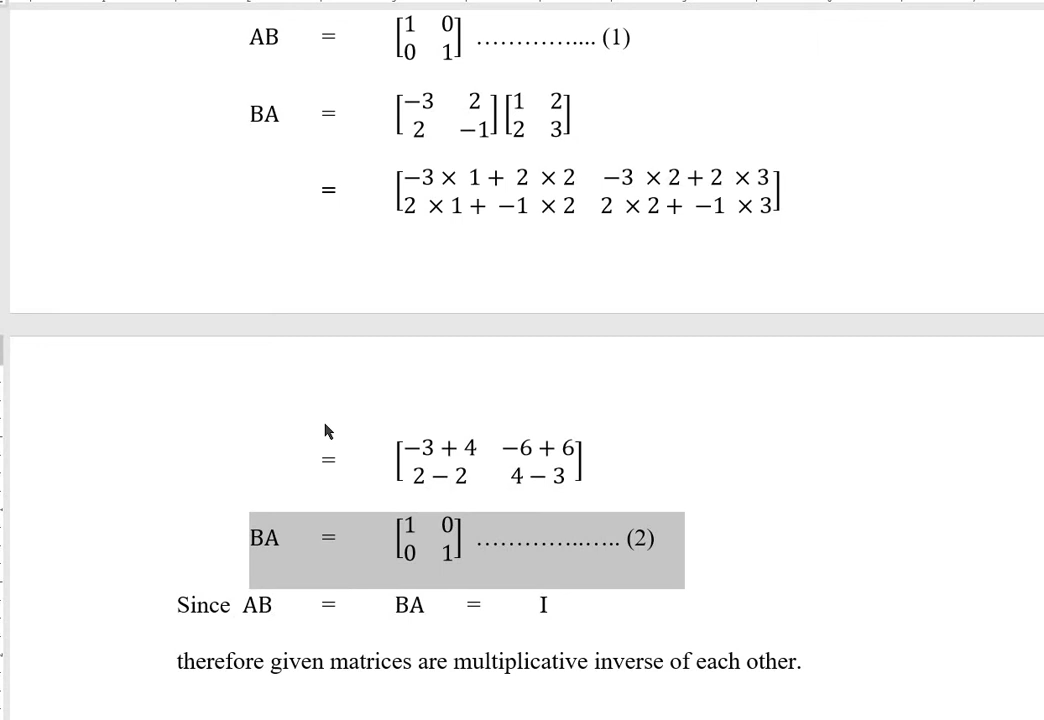 AB = [1 0
0 1] ................ (1)
BA = [−3 2
2 −1] [1 2
2 3]
= [−3 × 1 + 2 × 2 −3 × 2 + 2 × 3
2 × 1 + −1 × 2 2 × 2 + −1 × 3]
= [−3 + 4 −6 + 6
2 − 2 4 − 3]
BA = [1 0
0 1] ................... (2)
Since AB = BA = I
therefore given matrices are multiplicative inverse of each other.